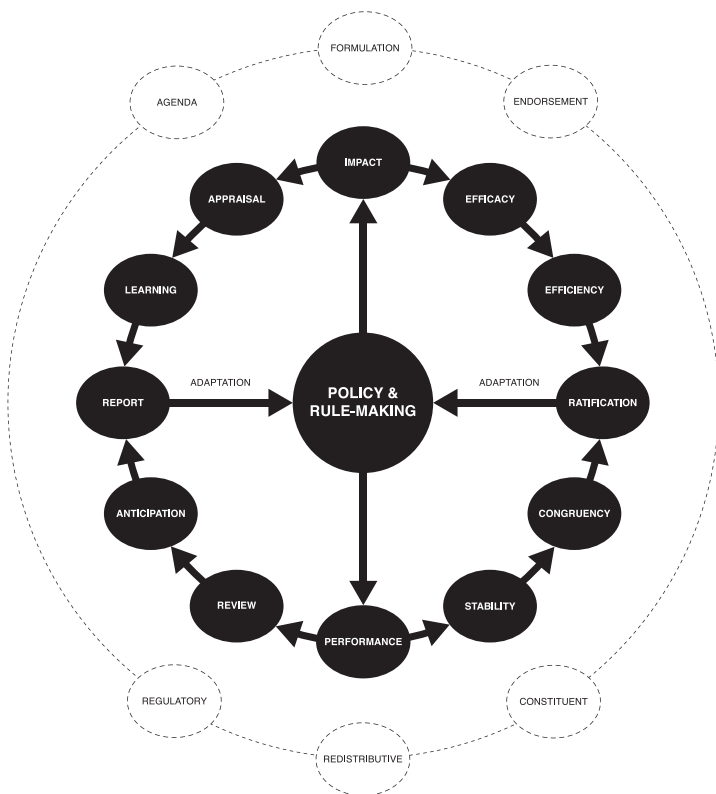 FORMULATION
AGENDA
ENDORSEMENT
IMPACT
APPRAISAL
EFFICACY
LEARNING
EFFICIENCY
REPORT
ADAPTATION
POLICY &
RULE-MAKING
ADAPTATION
RATIFICATION
ANTICIPATION
CONGRUENCY
REVIEW
STABILITY
PERFORMANCE
REGULATORY
CONSTITUENT
REDISTRIBUTIVE